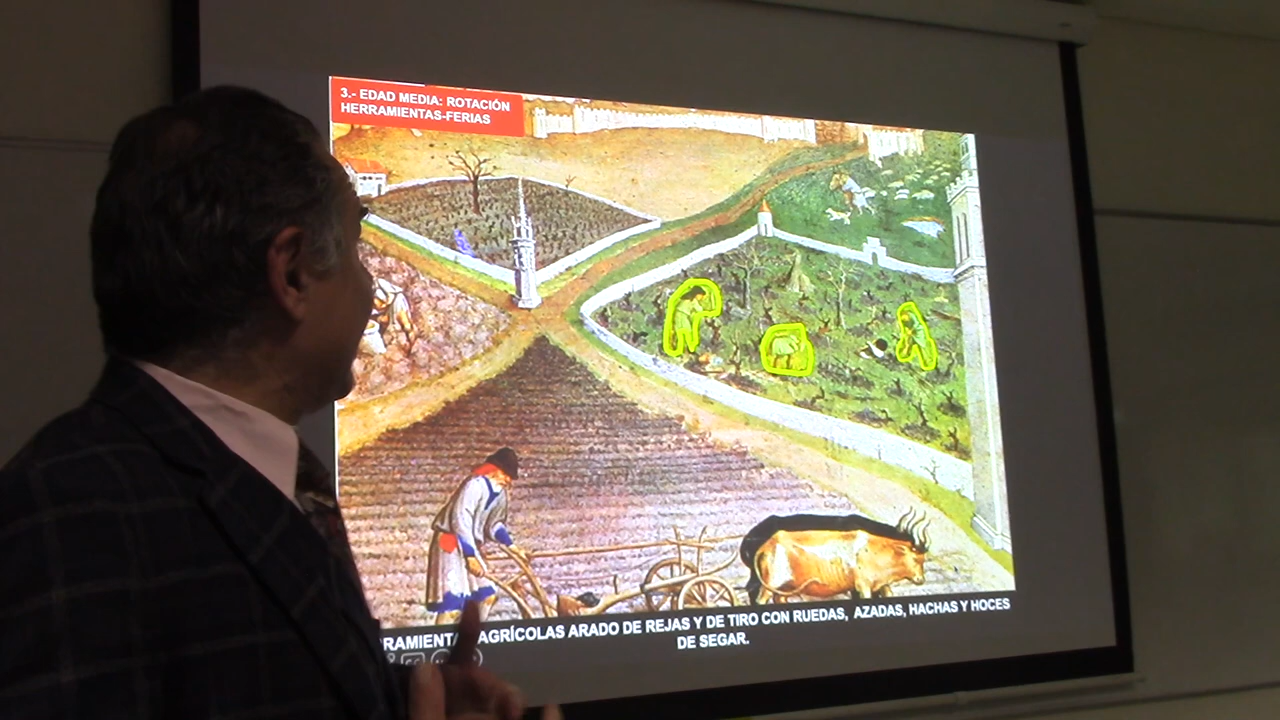 3.- EDAD MEDIA: ROTACIÓN
HERRAMIENTAS-FERIAS
AGRÍCOLAS ARADO DE REJAS Y DE TIRO CON RUEDAS, AZADAS, HACHAS Y HOCES
DE SEGAR.